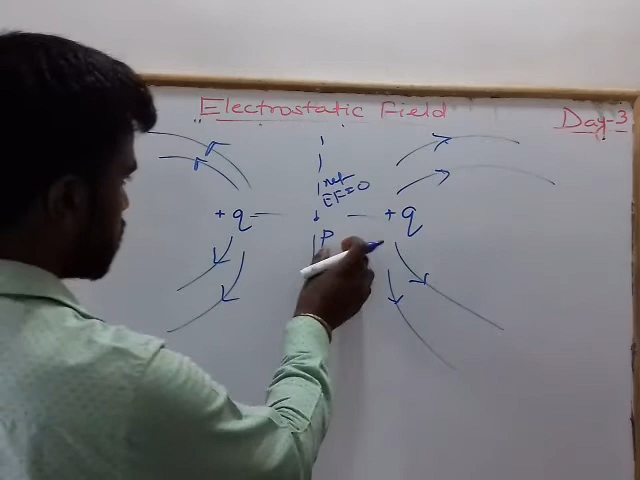 Electrostatic Field
Day-3
net
EF=0
+q
+q
P